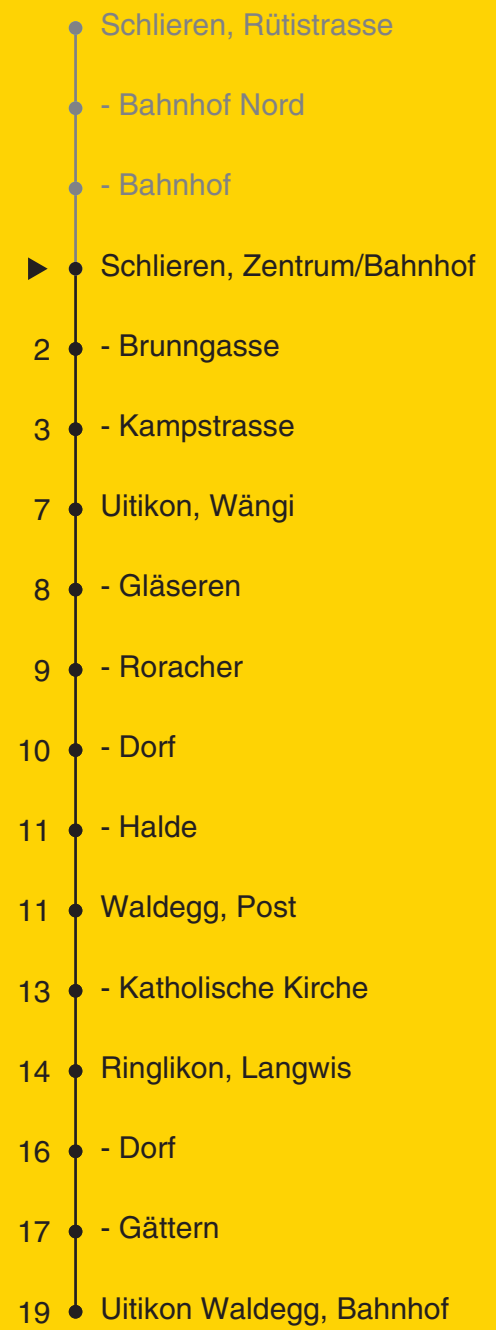 Schlieren, Rütistrasse
- Bahnhof Nord
- Bahnhof
Schlieren, Zentrum/Bahnhof
2 - Brunngasse
3 - Kampstrasse
7 Uitikon, Wängi
8 - Gläseren
9 - Roracher
10 - Dorf
11 - Halde
11 Waldegg, Post
13 - Katholische Kirche
14 Ringlikon, Langwis
16 - Dorf
17 - Gättern
19 Uitikon Waldegg, Bahnhof